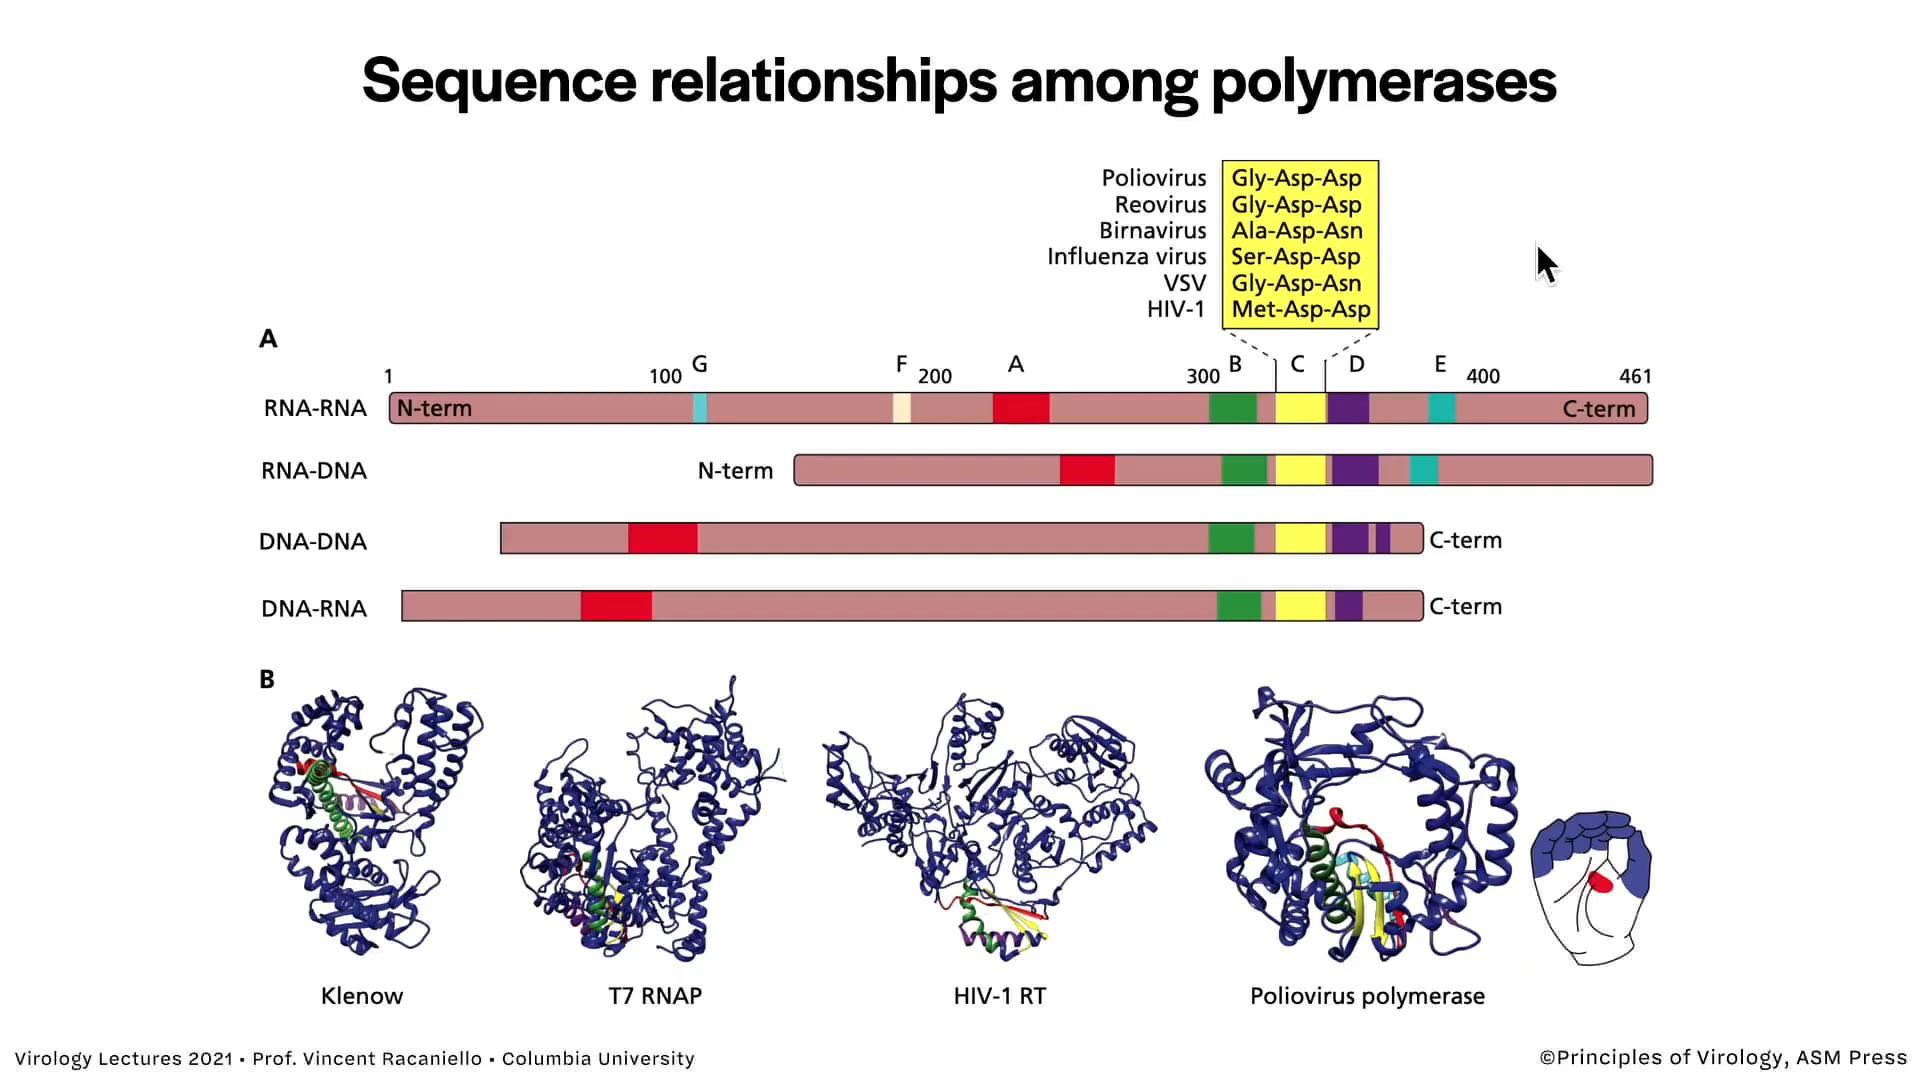 Sequence relationships among polymerases
Poliovirus Gly-Asp-Asp
Reovirus Gly-Asp-Asp
Birnavirus Ala-Asp-Asn
Influenza virus Ser-Asp-Asp
VSV Gly-Asp-Asn
HIV-1 Met-Asp-Asp
A
G F A B C D E
1 100 200 300 400 461
RNA-RNA N-term C-term
RNA-DNA N-term
DNA-DNA C-term
DNA-RNA C-term
B
Klenow T7 RNAP HIV-1 RT Poliovirus polymerase
Virology Lectures 2021 • Prof. Vincent Racaniello • Columbia University ©Principles of Virology, ASM Press